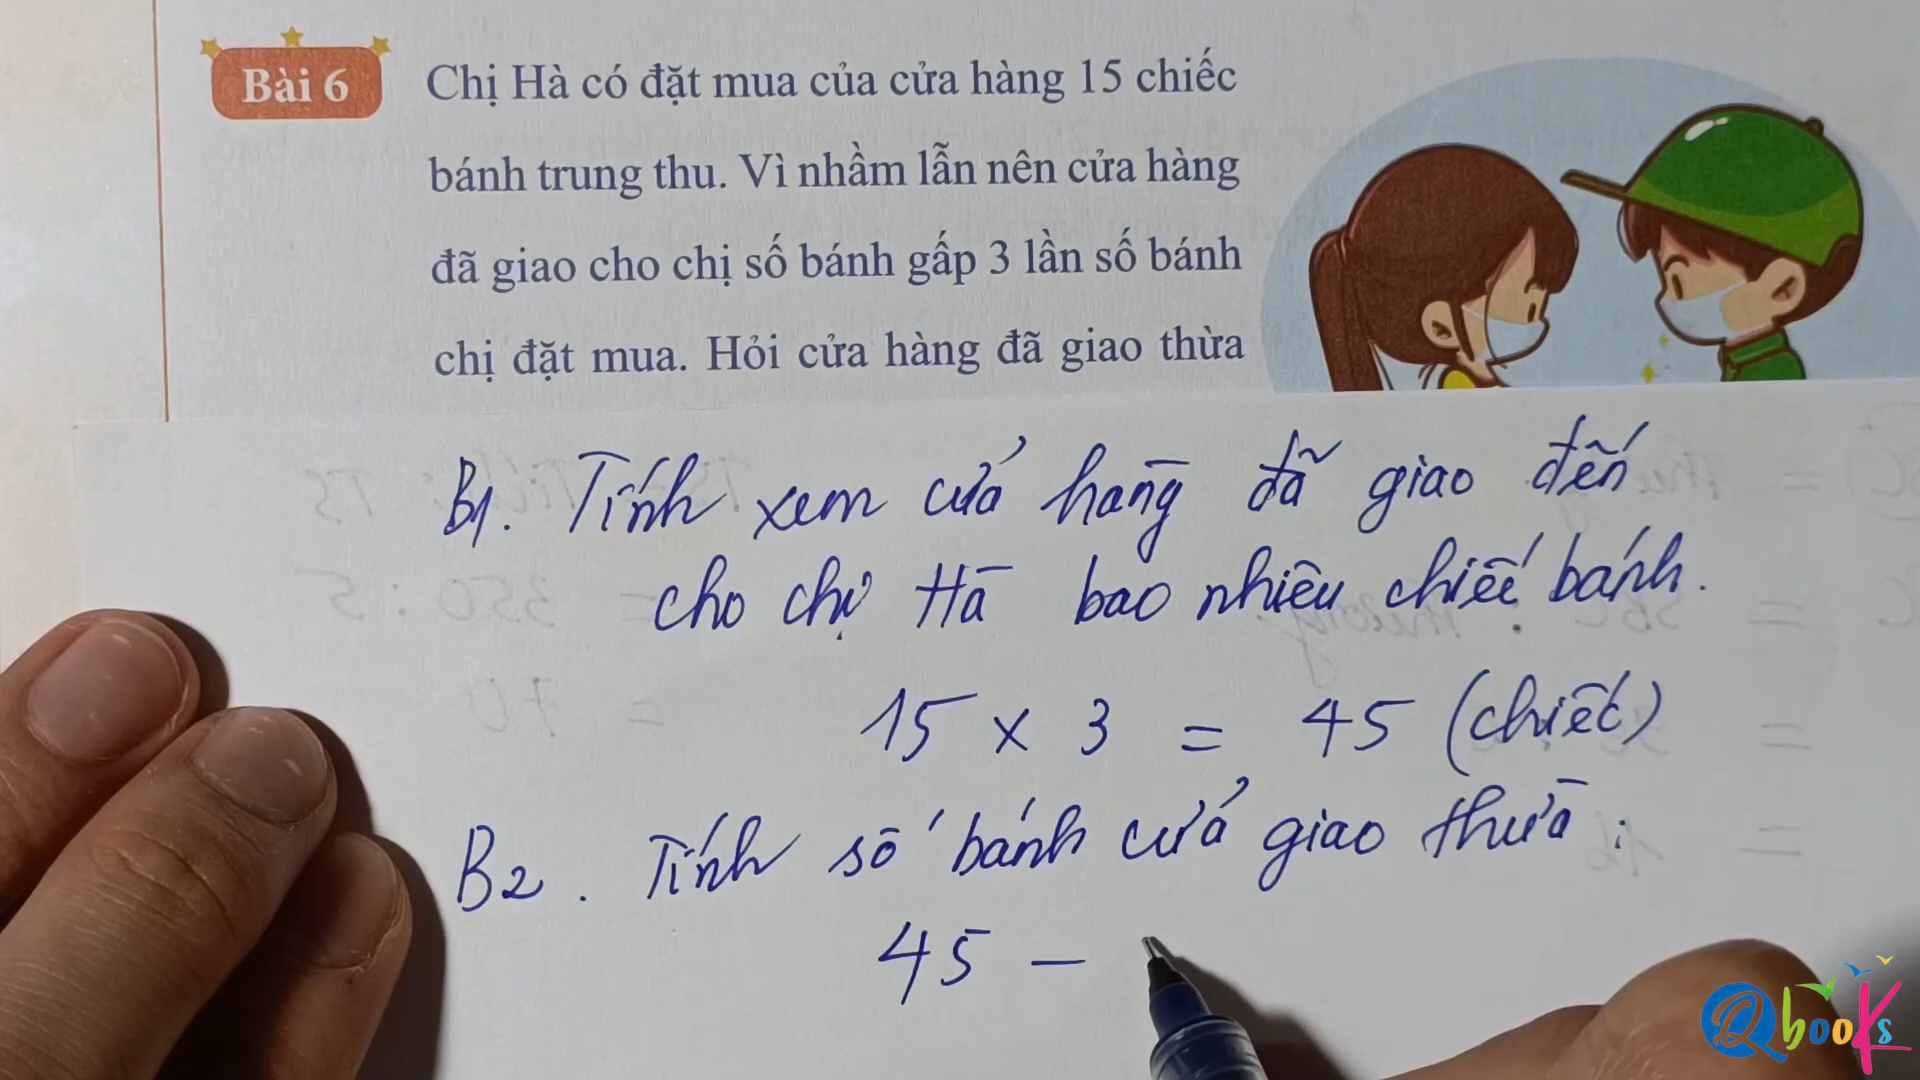 Bài 6
Chị Hà có đặt mua của cửa hàng 15 chiếc
bánh trung thu. Vì nhầm lẫn nên cửa hàng
đã giao cho chị số bánh gấp 3 lần số bánh
chị đặt mua. Hỏi cửa hàng đã giao thừa
B1. Tính xem cửa hàng đã giao đến
cho chị Hà bao nhiêu chiếc bánh.
15 x 3 = 45 (chiếc)
B2. Tính số bánh cửa giao thừa:
45 -
Qbooks